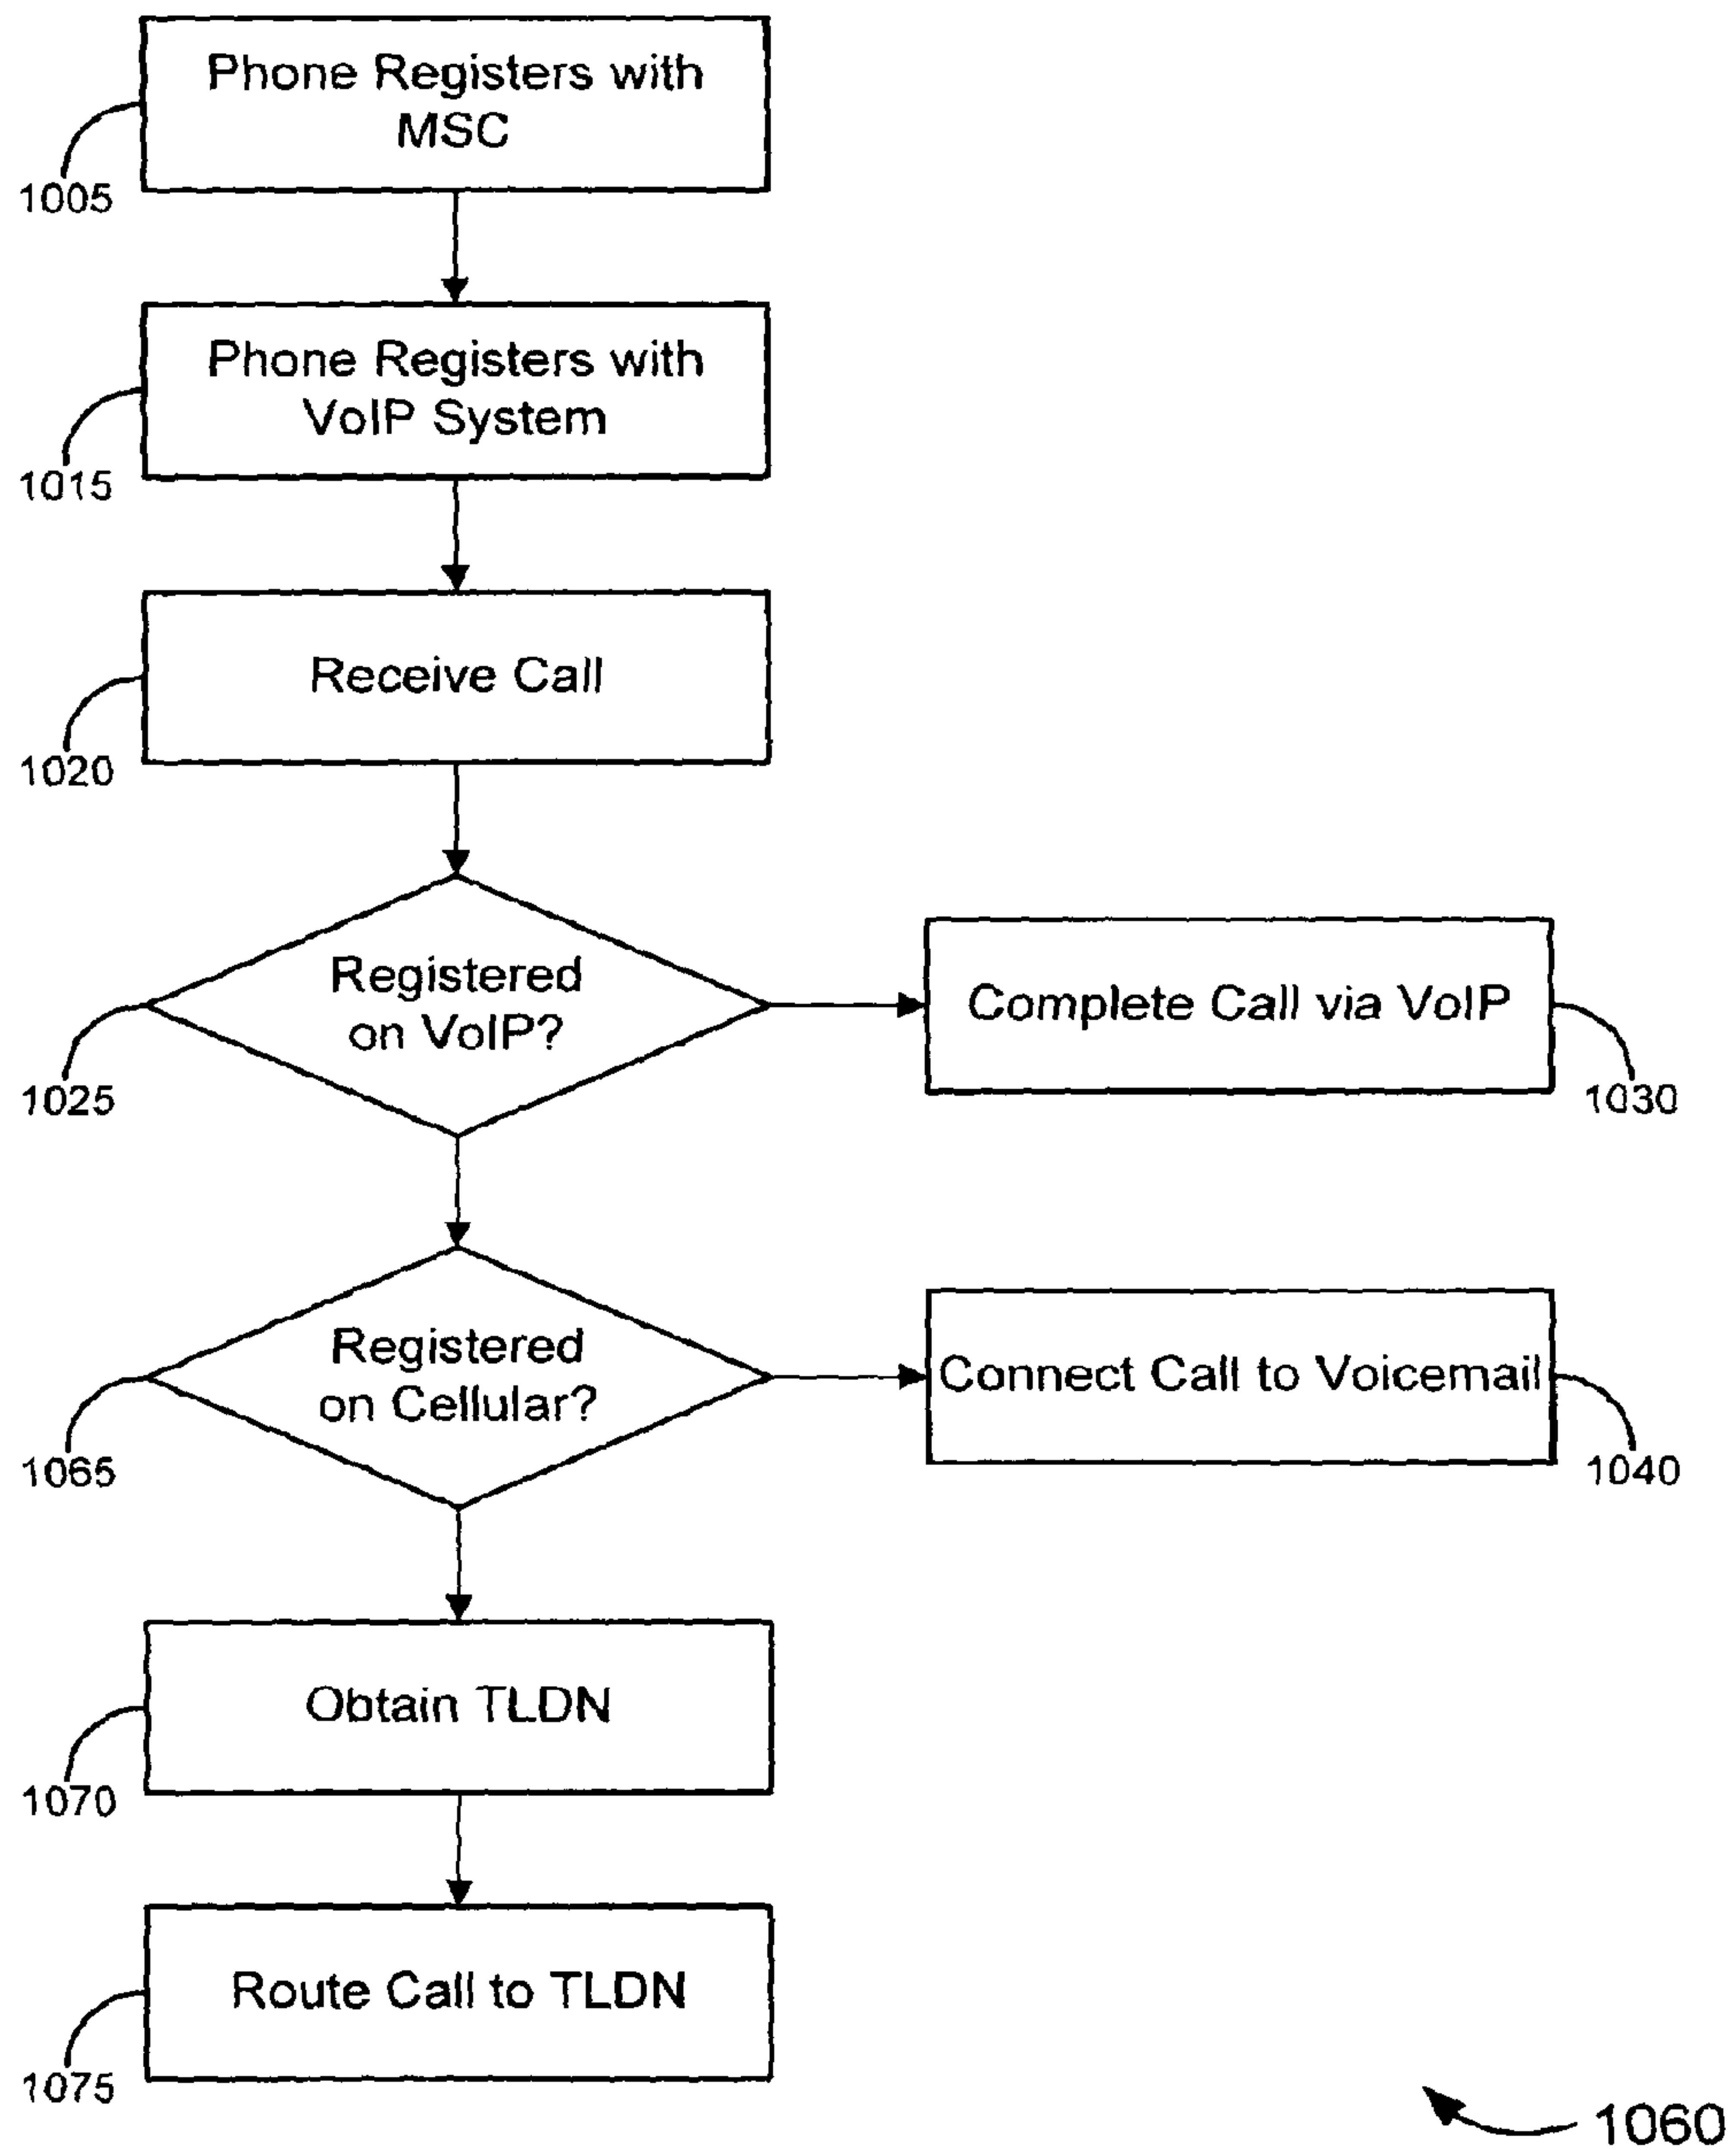 Phone Registers with
MSC
1005
Phone Registers with
VoIP System
1015
Receive Call
1020
Registered
on VoIP?
1025
Complete Call via VoIP
1030
Registered
on Cellular?
1065
Connect Call to Voicemail
1040
Obtain TLDN
1070
Route Call to TLDN
1075
1060